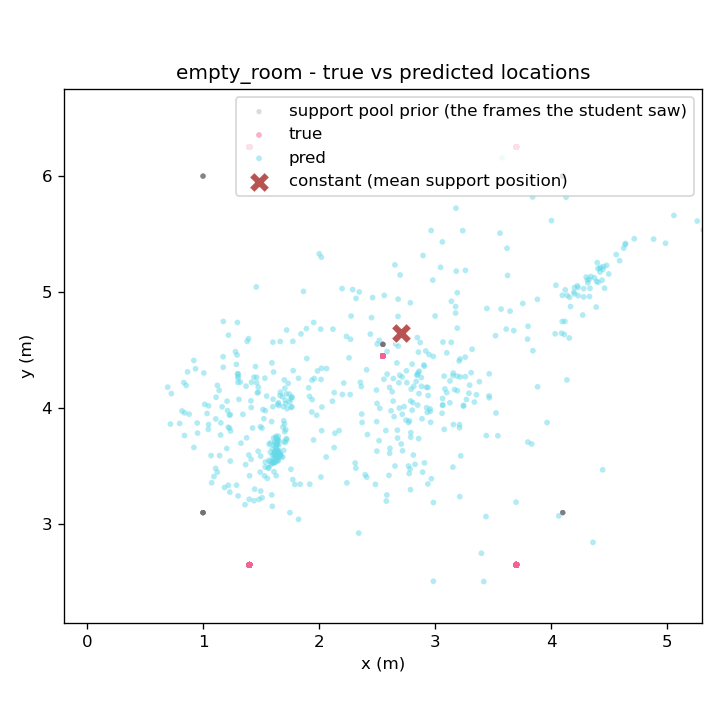 empty_room - true vs predicted locations
support pool prior (the frames the student saw)
true
pred
constant (mean support position)
6
5
4
3
y (m)
0 1 2 3 4 5
x (m)